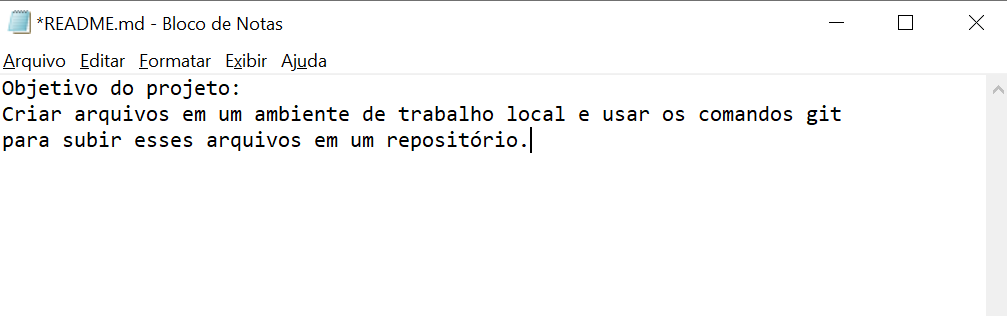 *README.md - Bloco de Notas
Arquivo Editar Formatar Exibir Ajuda
Objetivo do projeto:
Criar arquivos em um ambiente de trabalho local e usar os comandos git
para subir esses arquivos em um repositório.